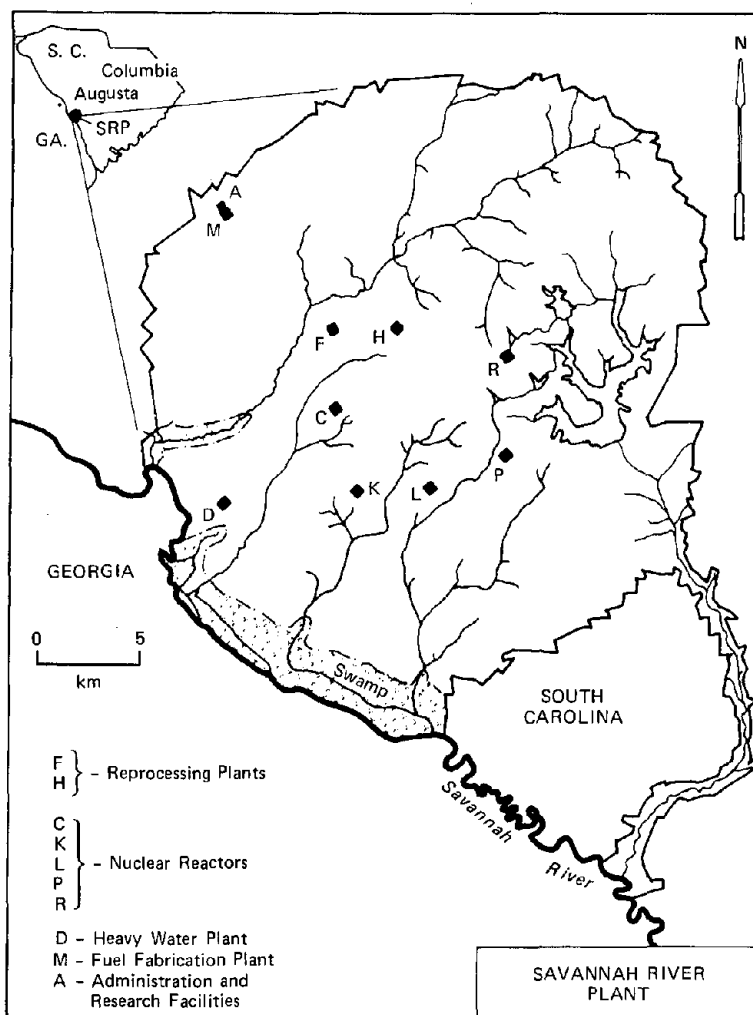 S. C.
Columbia
Augusta
SRP
GA.
N
A
M
F
H
R
C
P
K
L
D
GEORGIA
0 5
km
Swamp
SOUTH
CAROLINA
Savannah
River
F
H
} - Reprocessing Plants
C
K
L
P
R
} - Nuclear Reactors
D - Heavy Water Plant
M - Fuel Fabrication Plant
A - Administration and
Research Facilities
SAVANNAH RIVER
PLANT